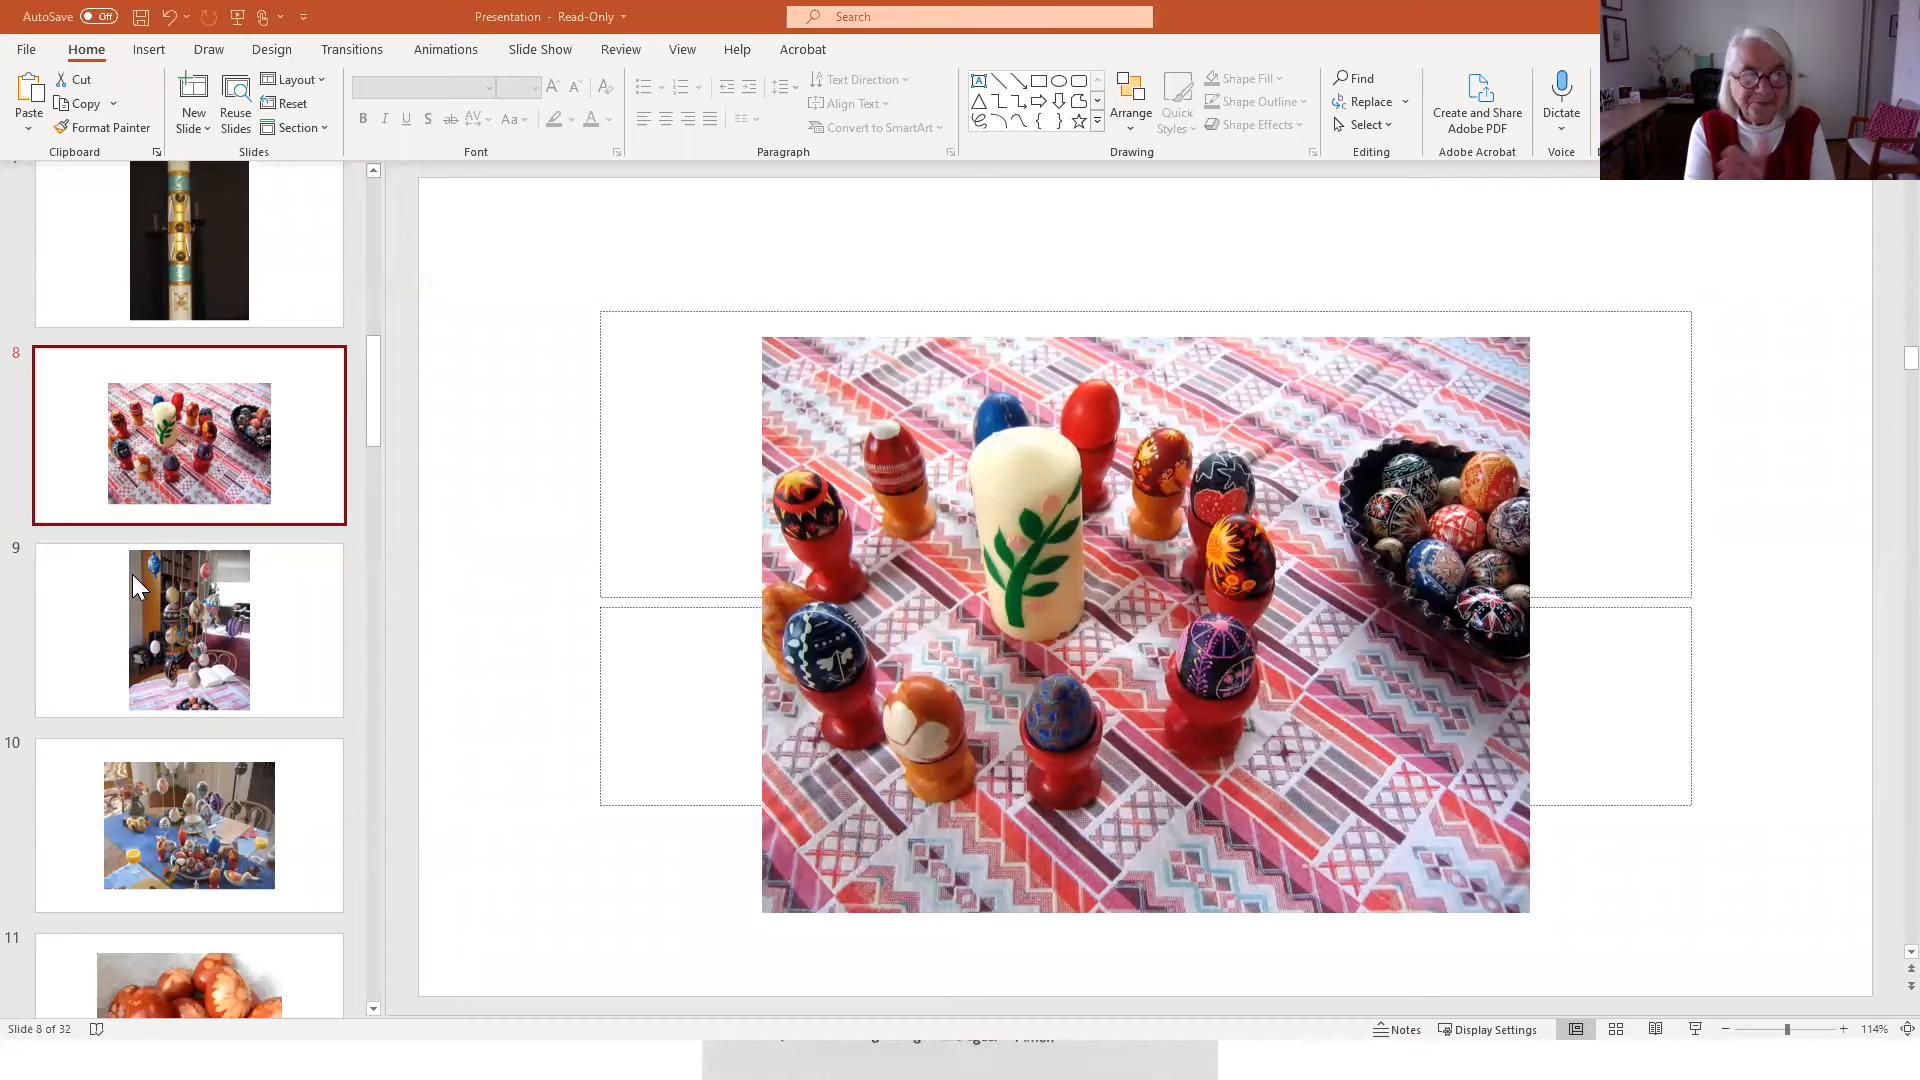 AutoSave Off
Presentation - Read-Only
Search
File Home Insert Draw Design Transitions Animations Slide Show Review View Help Acrobat
Paste
Cut
Copy
Format Painter
Clipboard
New Slide
Reuse Slides
Layout
Reset
Section
Slides
B I U S ab AV Aa A
Font
Text Direction
Align Text
Convert to SmartArt
Paragraph
Arrange
Quick Styles
Shape Fill
Shape Outline
Shape Effects
Drawing
Find
Replace
Select
Editing
Create and Share Adobe PDF
Adobe Acrobat
Dictate
Voice
8
9
10
11
Slide 8 of 32
Notes
Display Settings
114%